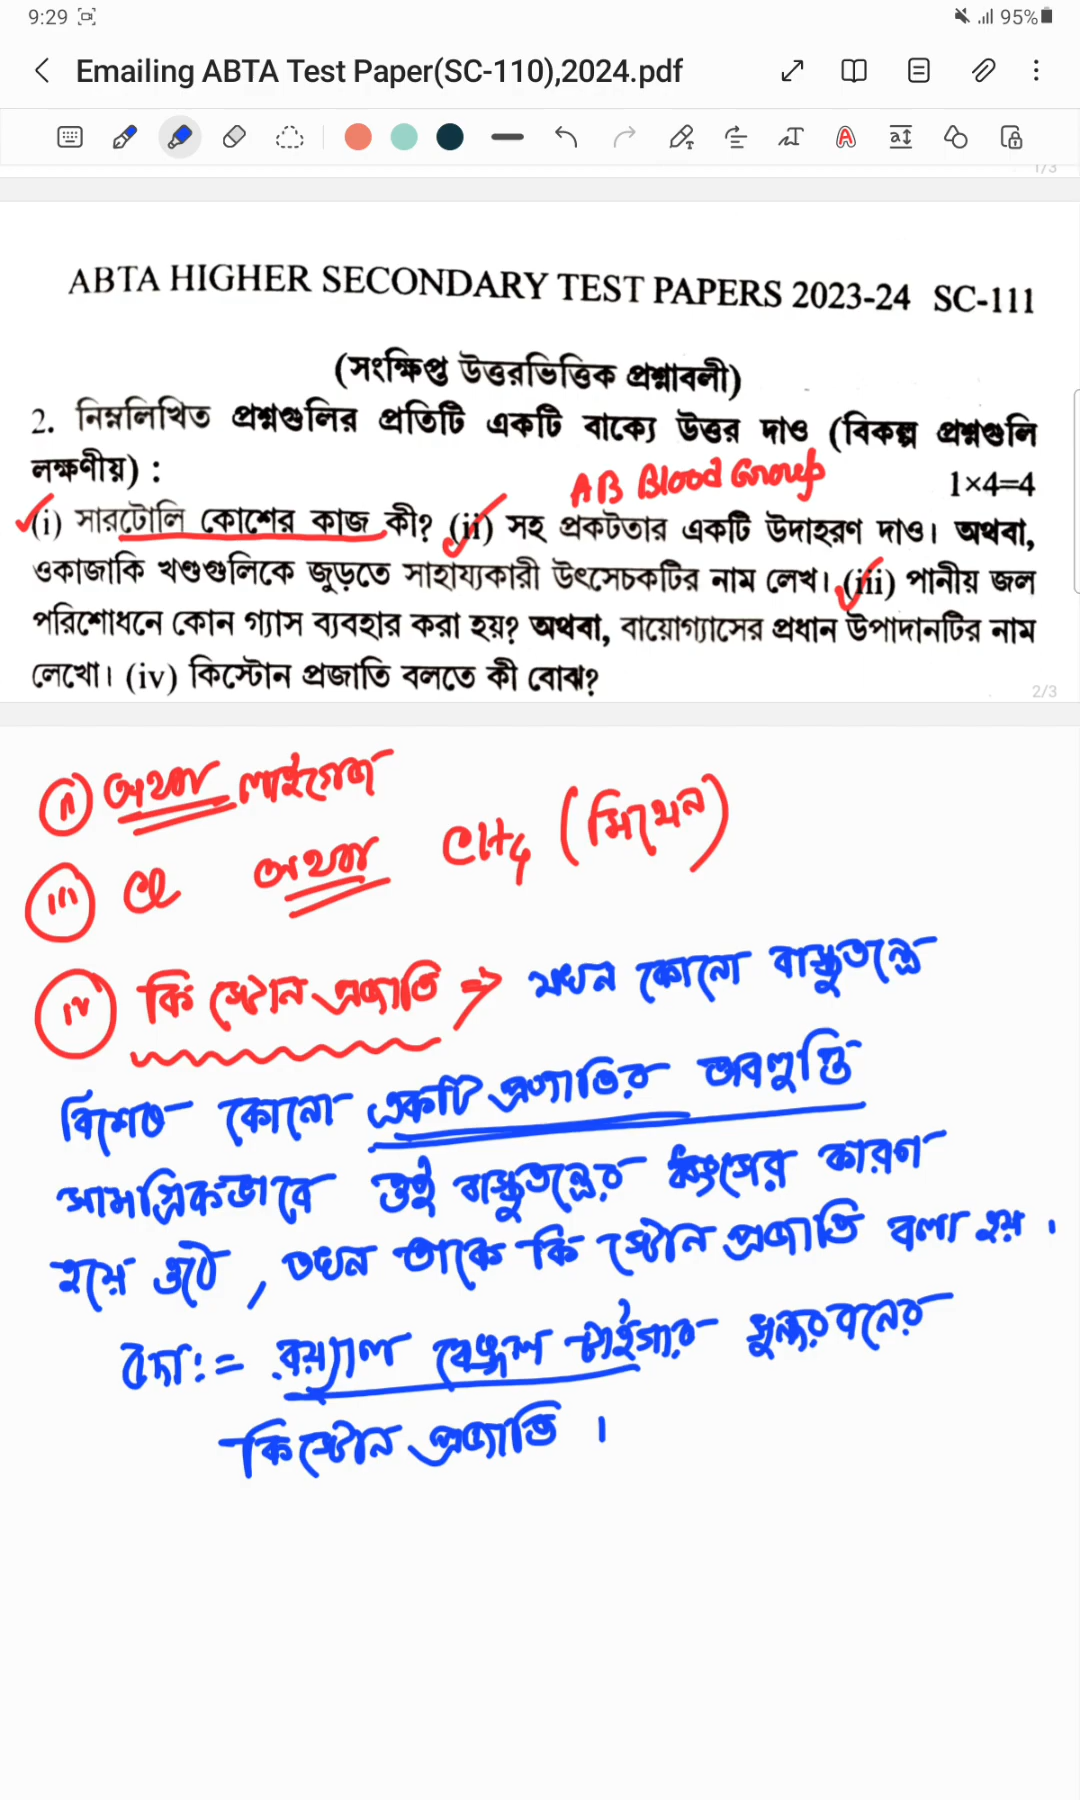 9:29 95%
Emailing ABTA Test Paper(SC-110),2024.pdf
1/3
ABTA HIGHER SECONDARY TEST PAPERS 2023-24 SC-111
(সংক্ষিপ্ত উত্তরভিত্তিক প্রশ্নাবলী)
2. নিম্নলিখিত প্রশ্নগুলির প্রতিটি একটি বাক্যে উত্তর দাও (বিকল্প প্রশ্নগুলি
লক্ষণীয়) : 1×4=4
AB Blood Group
(i) সারটোলি কোশের কাজ কী? (ii) সহ প্রকটতার একটি উদাহরণ দাও। অথবা,
ওকাজাকি খণ্ডগুলিকে জুড়তে সাহায্যকারী উৎসেচকটির নাম লেখ। (iii) পানীয় জল
পরিশোধনে কোন গ্যাস ব্যবহার করা হয়? অথবা, বায়োগ্যাসের প্রধান উপাদানটির নাম
লেখো। (iv) কিস্টোন প্রজাতি বলতে কী বোঝ?
2/3
(ii) অথবা লাইগেজ
(iii) Cl অথবা CH4 (মিথেন)
(iv) কি স্টোন প্রজাতি ⇒ যখন কোনো বাস্তুতন্ত্রে
বিশেষ কোনো একটি প্রজাতির অবলুপ্তি
সামগ্রিকভাবে ওই বাস্তুতন্ত্রের ধ্বংসের কারণ
হয়ে ওঠে, তখন তাকে কি স্টোন প্রজাতি বলা হয়।
উদা:= রয়্যাল বেঙ্গল টাইগার সুন্দরবনের
কিস্টোন প্রজাতি।